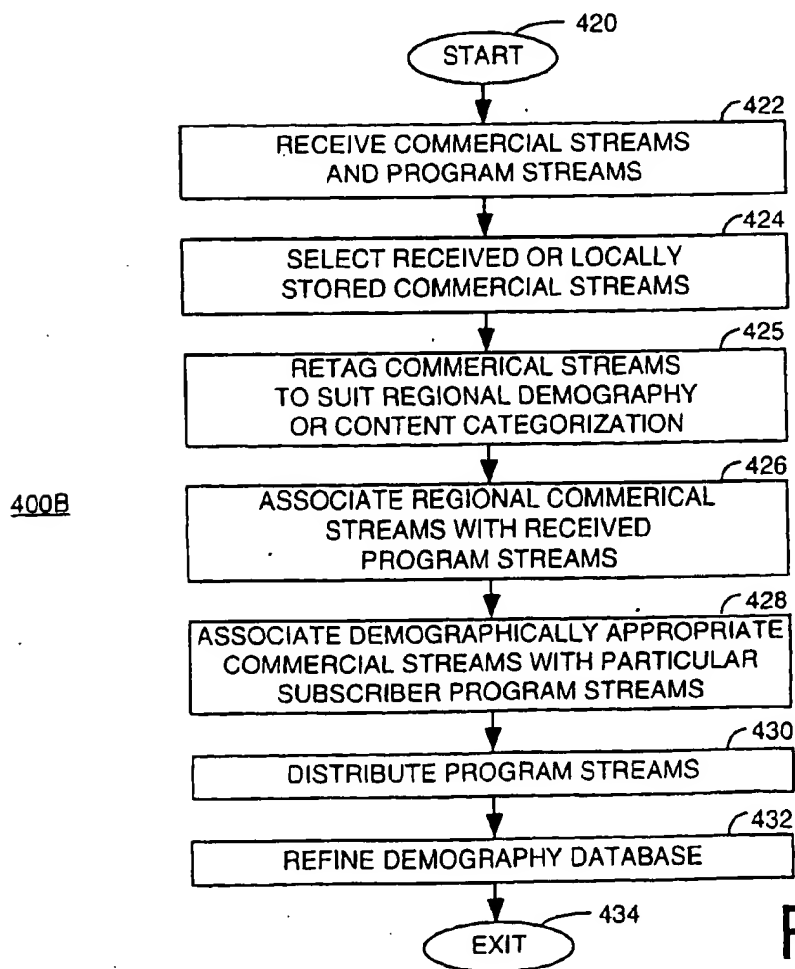 420
START
422
RECEIVE COMMERCIAL STREAMS
AND PROGRAM STREAMS
424
SELECT RECEIVED OR LOCALLY
STORED COMMERCIAL STREAMS
425
RETAG COMMERICAL STREAMS
TO SUIT REGIONAL DEMOGRAPHY
OR CONTENT CATEGORIZATION
400B
426
ASSOCIATE REGIONAL COMMERICAL
STREAMS WITH RECEIVED
PROGRAM STREAMS
428
ASSOCIATE DEMOGRAPHICALLY APPROPRIATE
COMMERCIAL STREAMS WITH PARTICULAR
SUBSCRIBER PROGRAM STREAMS
430
DISTRIBUTE PROGRAM STREAMS
432
REFINE DEMOGRAPHY DATABASE
434
EXIT